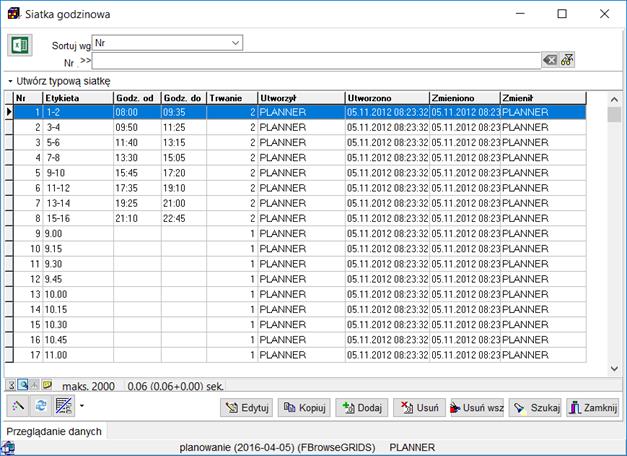 Siatka godzinowa
Sortuj wg Nr
Nr .>>
Utwórz typową siatkę
Nr Etykieta Godz. od Godz. do Trwanie Utworzył Utworzono Zmieniono Zmienił
1 1-2 08:00 09:35 2 PLANNER 05.11.2012 08:23:32 05.11.2012 08:23 PLANNER
2 3-4 09:50 11:25 2 PLANNER 05.11.2012 08:23:32 05.11.2012 08:23 PLANNER
3 5-6 11:40 13:15 2 PLANNER 05.11.2012 08:23:32 05.11.2012 08:23 PLANNER
4 7-8 13:30 15:05 2 PLANNER 05.11.2012 08:23:32 05.11.2012 08:23 PLANNER
5 9-10 15:45 17:20 2 PLANNER 05.11.2012 08:23:32 05.11.2012 08:23 PLANNER
6 11-12 17:35 19:10 2 PLANNER 05.11.2012 08:23:32 05.11.2012 08:23 PLANNER
7 13-14 19:25 21:00 2 PLANNER 05.11.2012 08:23:32 05.11.2012 08:23 PLANNER
8 15-16 21:10 22:45 2 PLANNER 05.11.2012 08:23:32 05.11.2012 08:23 PLANNER
9 9.00 1 PLANNER 05.11.2012 08:23:32 05.11.2012 08:23 PLANNER
10 9.15 1 PLANNER 05.11.2012 08:23:32 05.11.2012 08:23 PLANNER
11 9.30 1 PLANNER 05.11.2012 08:23:32 05.11.2012 08:23 PLANNER
12 9.45 1 PLANNER 05.11.2012 08:23:32 05.11.2012 08:23 PLANNER
13 10.00 1 PLANNER 05.11.2012 08:23:32 05.11.2012 08:23 PLANNER
14 10.15 1 PLANNER 05.11.2012 08:23:32 05.11.2012 08:23 PLANNER
15 10.30 1 PLANNER 05.11.2012 08:23:32 05.11.2012 08:23 PLANNER
16 10.45 1 PLANNER 05.11.2012 08:23:32 05.11.2012 08:23 PLANNER
17 11.00 1 PLANNER 05.11.2012 08:23:32 05.11.2012 08:23 PLANNER
maks. 2000 0.06 (0.06+0.00) sek.
Edytuj Kopiuj Dodaj Usuń Usuń wsz Szukaj Zamknij
Przeglądanie danych
planowanie (2016-04-05) (FBrowseGRIDS) PLANNER